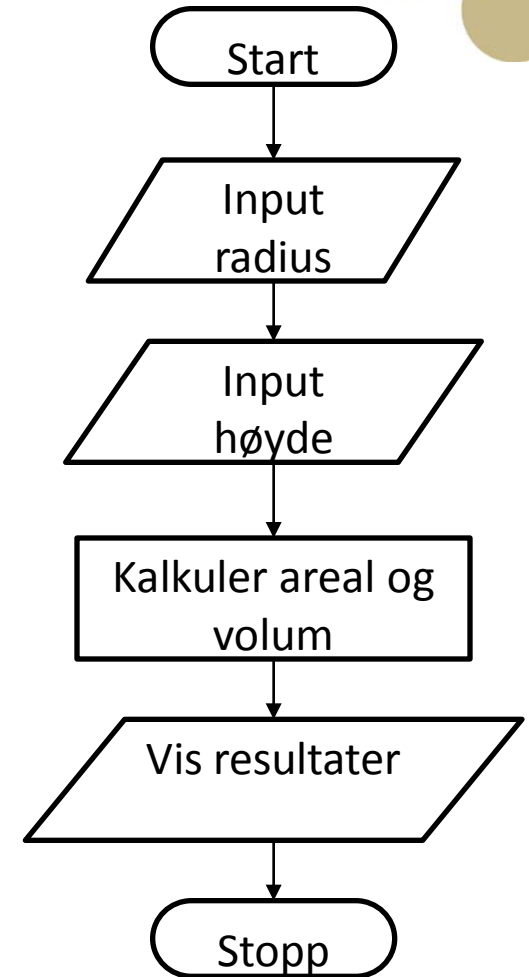 Start
Input
radius
Input
høyde
Kalkuler areal og
volum
Vis resultater
Stopp